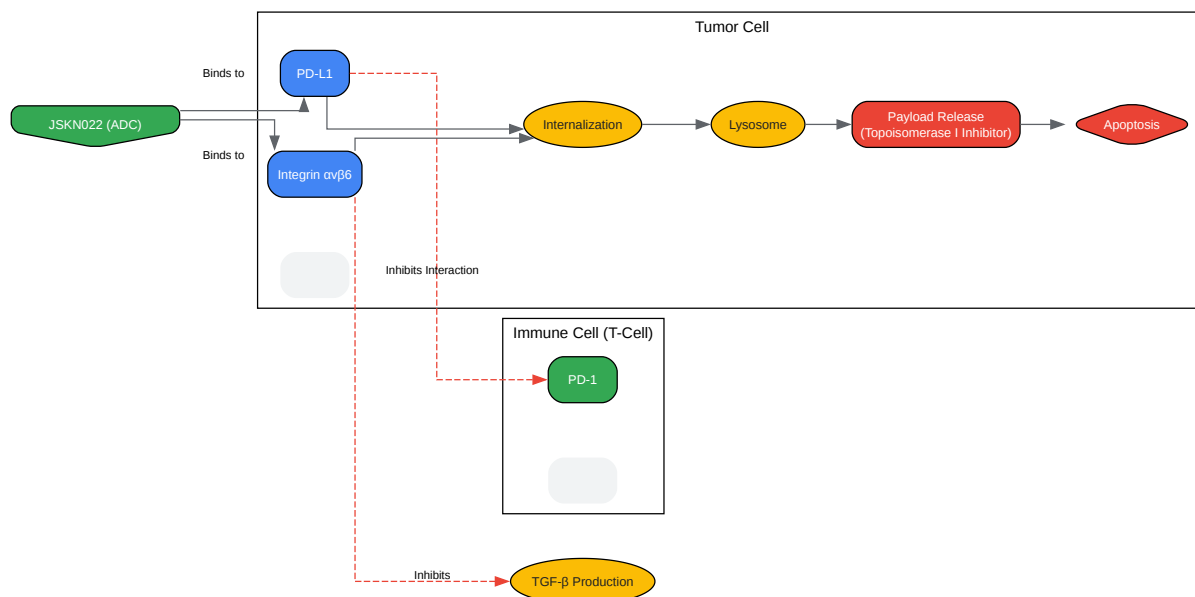 Tumor Cell
Binds to
PD-L1
JSKN022 (ADC)
Internalization
Lysosome
Payload Release
(Topoisomerase I Inhibitor)
Apoptosis
Binds to
Integrin αvβ6
Inhibits Interaction
Immune Cell (T-Cell)
PD-1
Inhibits
TGF-β Production